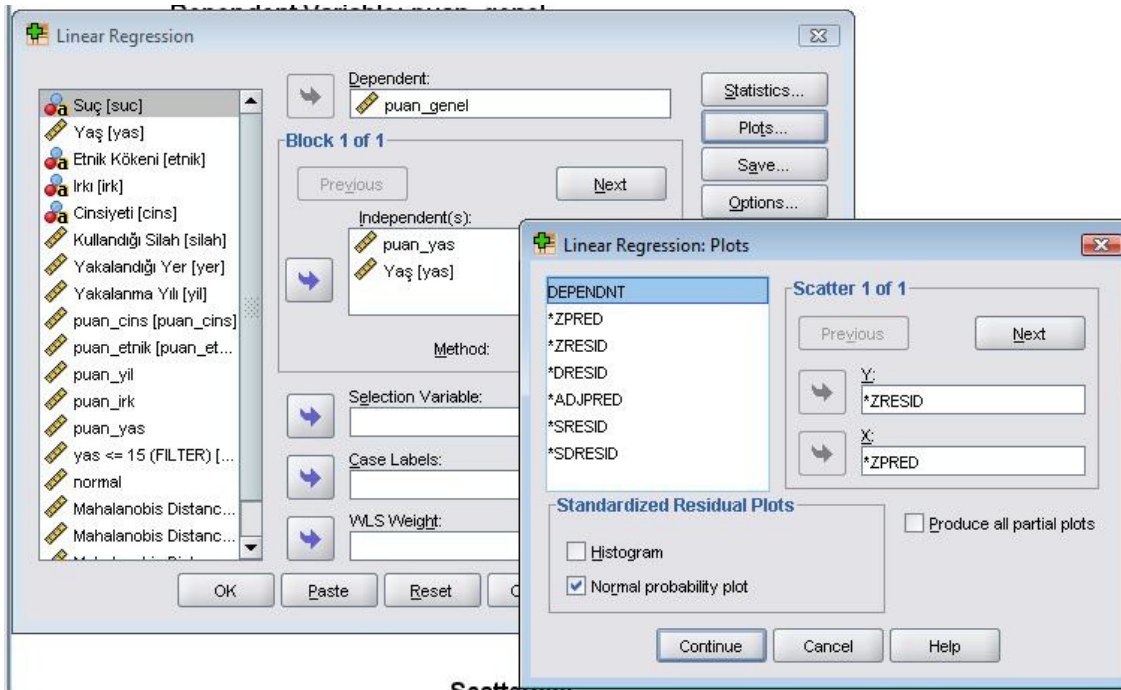 Dependent Variable: puan_genel
Linear Regression
Suç [suc]
Yaş [yas]
Etnik Kökeni [etnik]
Irkı [irk]
Cinsiyeti [cins]
Kullandığı Silah [silah]
Yakalandığı Yer [yer]
Yakalanma Yılı [yil]
puan_cins [puan_cins]
puan_etnik [puan_et...
puan_yil
puan_irk
puan_yas
yas <= 15 (FILTER) [...
normal
Mahalanobis Distanc...
Mahalanobis Distanc...
Dependent:
puan_genel
Block 1 of 1
Previous
Next
Independent(s):
puan_yas
Yaş [yas]
Method:
Selection Variable:
Case Labels:
WLS Weight:
Statistics...
Plots...
Save...
Options...
OK
Paste
Reset
Linear Regression: Plots
DEPENDNT
*ZPRED
*ZRESID
*DRESID
*ADJPRED
*SRESID
*SDRESID
Scatter 1 of 1
Previous
Next
Y:
*ZRESID
X:
*ZPRED
Standardized Residual Plots
Histogram
Normal probability plot
Produce all partial plots
Continue
Cancel
Help